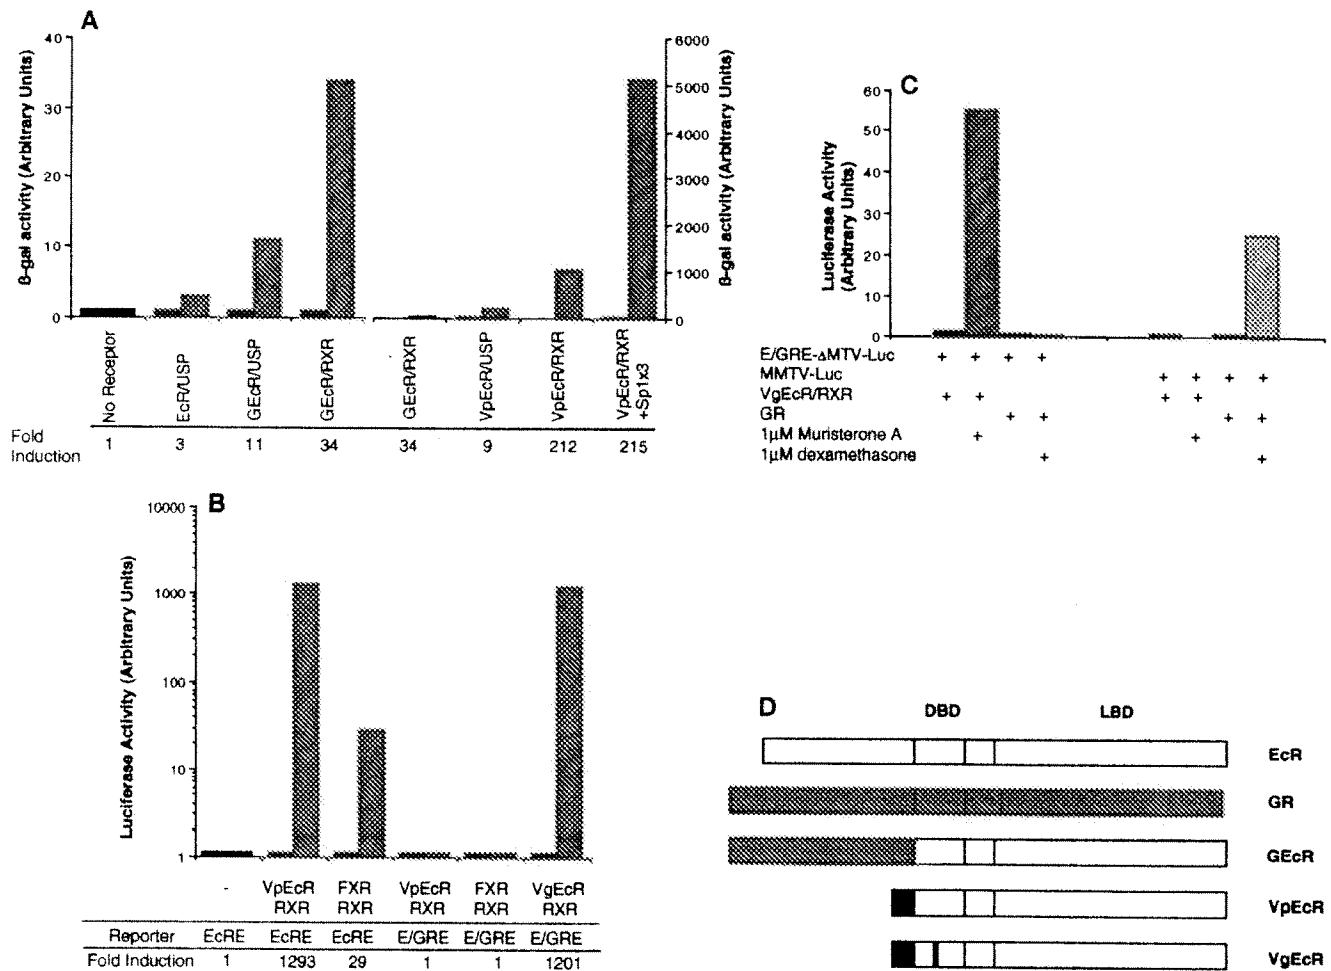 A
ß-gal activity (Arbitrary Units)
40
30
20
10
0
6000
5000
4000
3000
2000
1000
0
ß-gal activity (Arbitrary Units)
No Receptor
EcR/USP
GEcR/USP
GEcR/RXR
GEcR/RXR
VpEcR/USP
VpEcR/RXR
VpEcR/RXR
+Sp1x3
Fold
Induction 1 3 11 34 34 9 212 215
C
Luciferase Activity
(Arbitrary Units)
60
50
40
30
20
10
0
E/GRE-ΔMTV-Luc + + + +
MMTV-Luc + + + +
VgEcR/RXR + + + +
GR + + + +
1µM Muristerone A + +
1µM dexamethasone + +
B
Luciferase Activity (Arbitrary Units)
10000
1000
100
10
1
- VpEcR FXR VpEcR FXR VgEcR
RXR RXR RXR RXR RXR
Reporter EcRE EcRE EcRE E/GRE E/GRE E/GRE
Fold Induction 1 1293 29 1 1 1201
D
DBD LBD
EcR
GR
GEcR
VpEcR
VgEcR